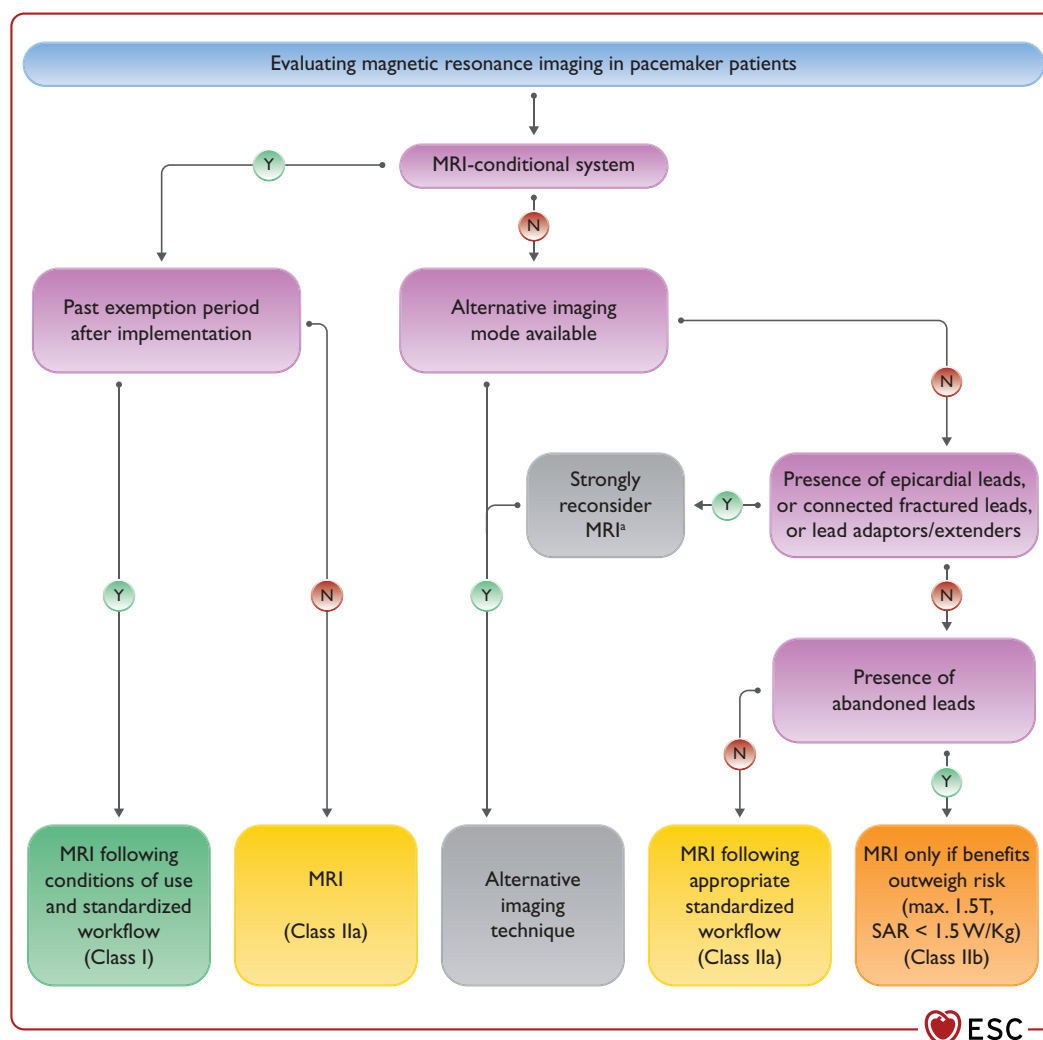 Evaluating magnetic resonance imaging in pacemaker patients
MRI-conditional system
Y
N
Past exemption period
after implementation
Alternative imaging
mode available
N
Strongly
reconsider
MRIᵃ
Y
Presence of epicardial leads,
or connected fractured leads,
or lead adaptors/extenders
Y
N
Y
N
Presence of
abandoned leads
N
Y
MRI following
conditions of use
and standardized
workflow
(Class I)
MRI
(Class IIa)
Alternative
imaging
technique
MRI following
appropriate
standardized
workflow
(Class IIa)
MRI only if benefits
outweigh risk
(max. 1.5T,
SAR < 1.5 W/Kg)
(Class IIb)
ESC